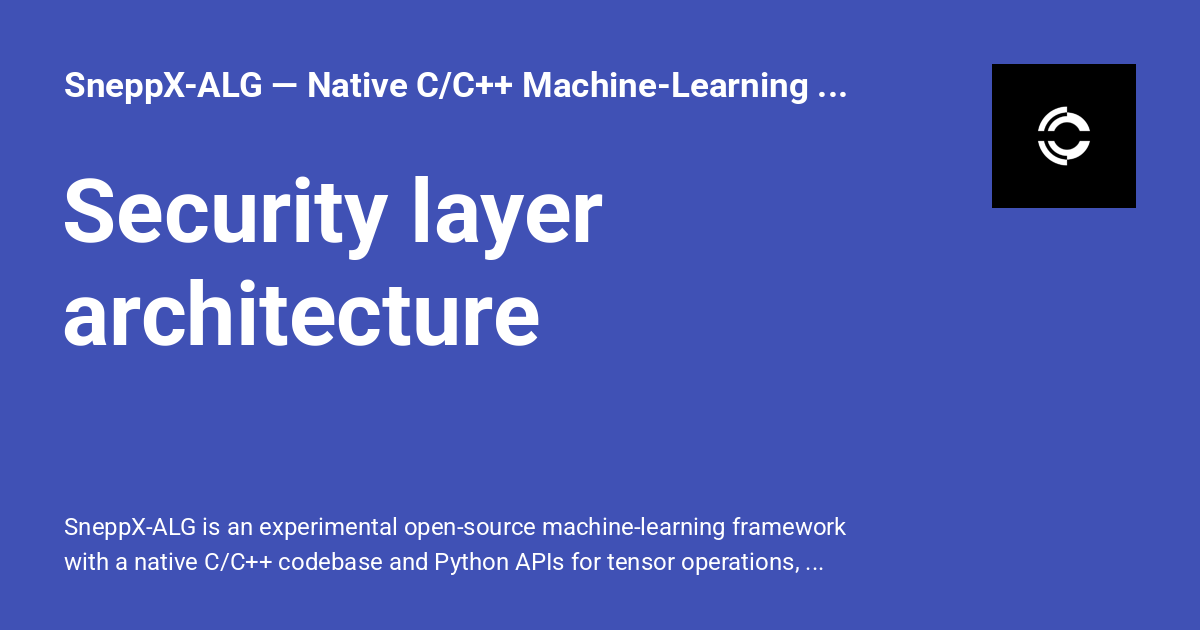 SneppX-ALG — Native C/C++ Machine-Learning ...
Security layer
architecture
SneppX-ALG is an experimental open-source machine-learning framework
with a native C/C++ codebase and Python APIs for tensor operations, ...